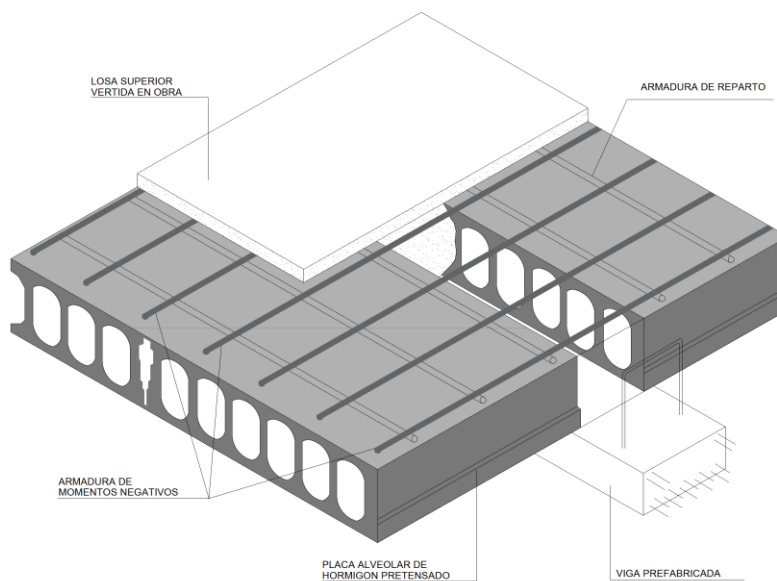 LOSA SUPERIOR
VERTIDA EN OBRA
ARMADURA DE REPARTO
ARMADURA DE
MOMENTOS NEGATIVOS
PLACA ALVEOLAR DE
HORMIGON PRETENSADO
VIGA PREFABRICADA